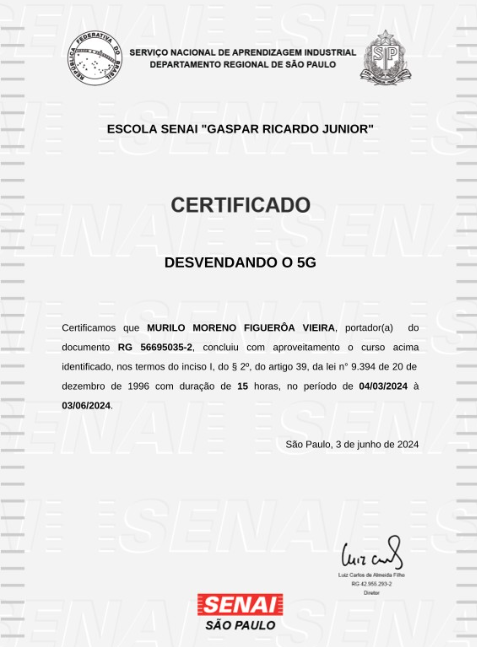 REPÚBLICA FEDERATIVA DO BRASIL
SERVIÇO NACIONAL DE APRENDIZAGEM INDUSTRIAL
DEPARTAMENTO REGIONAL DE SÃO PAULO
SP
ESCOLA SENAI "GASPAR RICARDO JUNIOR"
CERTIFICADO
DESVENDANDO O 5G
Certificamos que MURILO MORENO FIGUERÔA VIEIRA, portador(a) do
documento RG 56695035-2, concluiu com aproveitamento o curso acima
identificado, nos termos do inciso I, do § 2º, do artigo 39, da lei n° 9.394 de 20 de
dezembro de 1996 com duração de 15 horas, no período de 04/03/2024 à
03/06/2024.
São Paulo, 3 de junho de 2024
Luiz Carlos de Almeida Filho
RG 42.955.293-2
Diretor
SENAI
SÃO PAULO